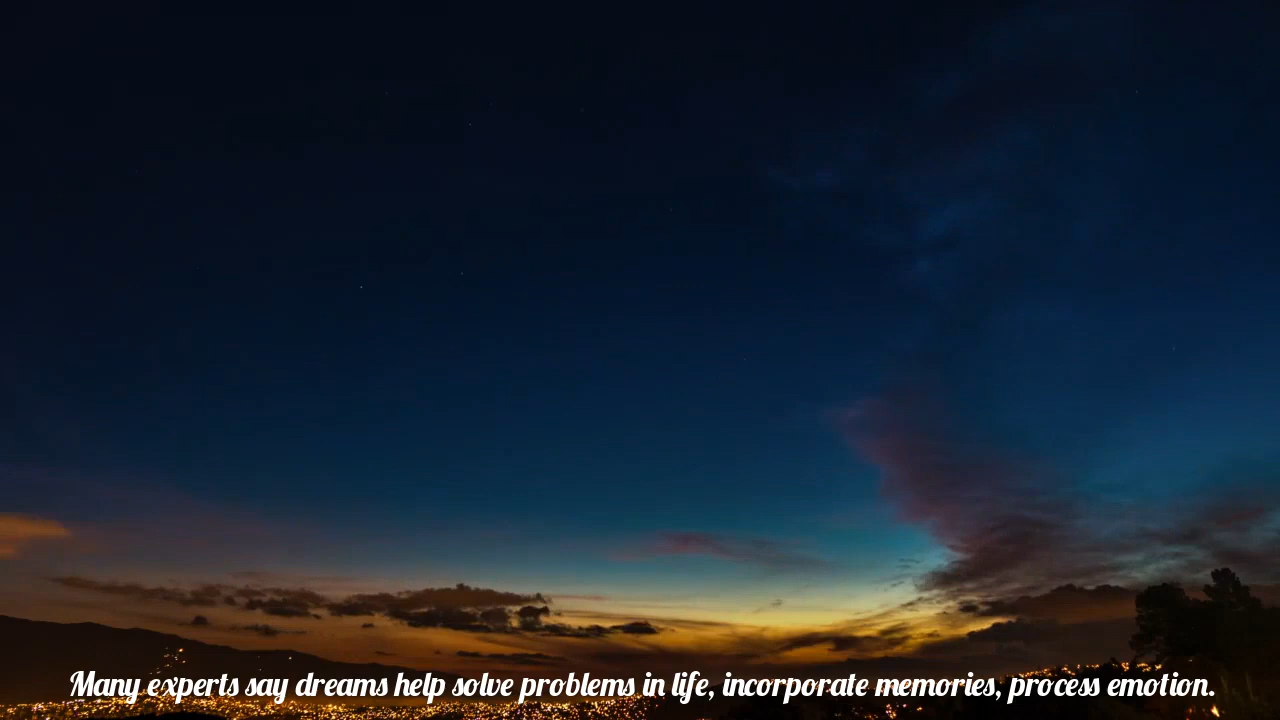 Many experts say dreams help solve problems in life, incorporate memories, process emotion.